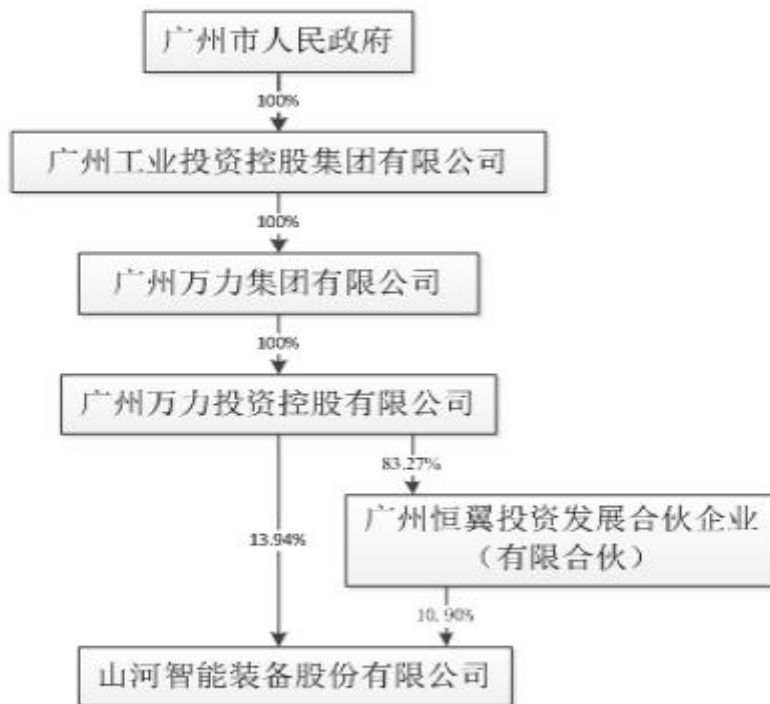 广州市人民政府
100%
广州工业投资控股集团有限公司
100%
广州万力集团有限公司
100%
广州万力投资控股有限公司
83.27%
广州恒翼投资发展合伙企业
（有限合伙）
13.94%
10.90%
山河智能装备股份有限公司